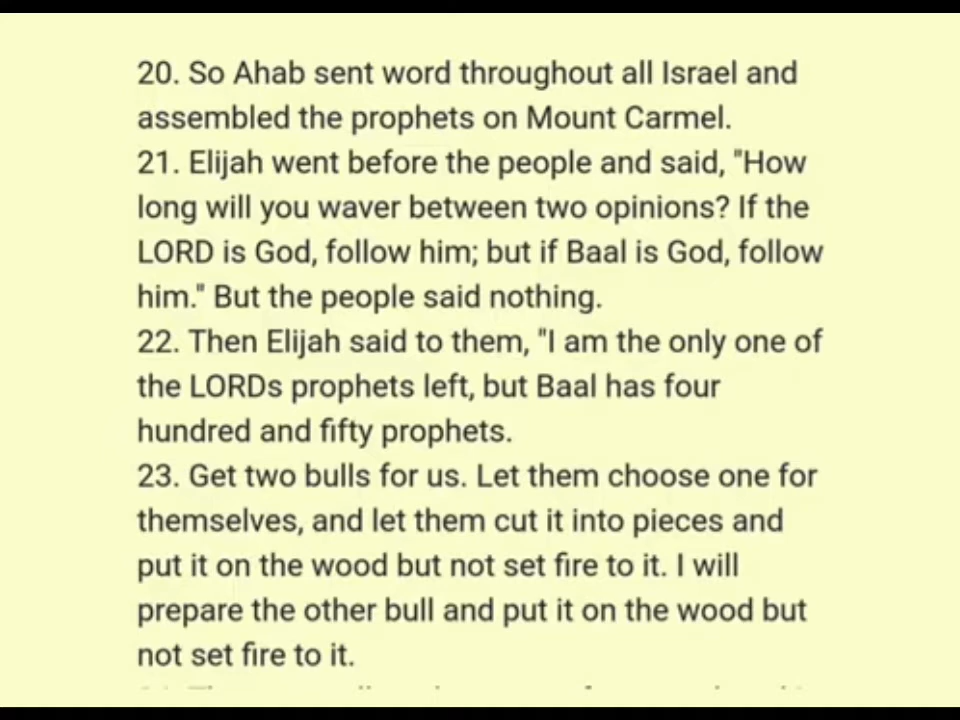 20. So Ahab sent word throughout all Israel and
assembled the prophets on Mount Carmel.
21. Elijah went before the people and said, "How
long will you waver between two opinions? If the
LORD is God, follow him; but if Baal is God, follow
him." But the people said nothing.
22. Then Elijah said to them, "I am the only one of
the LORDs prophets left, but Baal has four
hundred and fifty prophets.
23. Get two bulls for us. Let them choose one for
themselves, and let them cut it into pieces and
put it on the wood but not set fire to it. I will
prepare the other bull and put it on the wood but
not set fire to it.